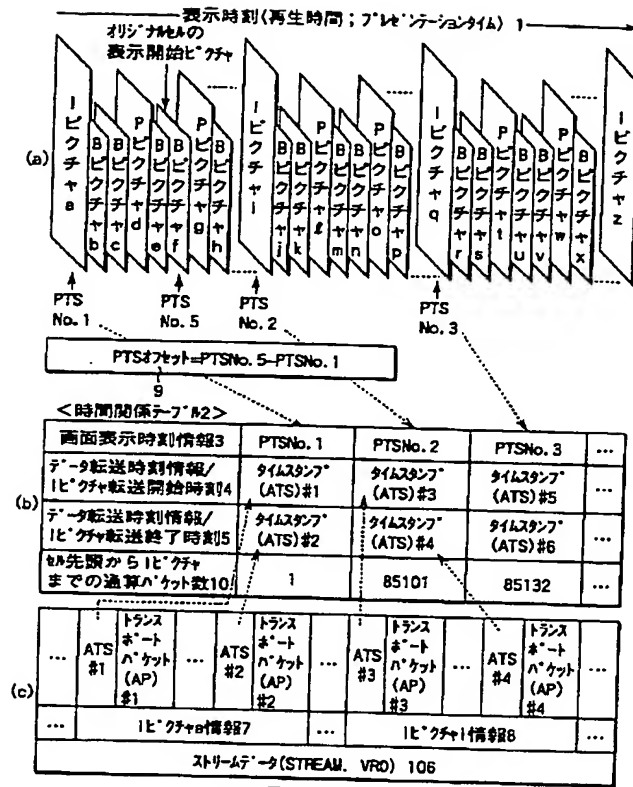 表示時刻(再生時間;プレゼンテーションタイム) 1
オリジナルセルの
表示開始ピクチャ
(a)
Iピクチャa
Bピクチャb
Bピクチャc
Pピクチャd
Bピクチャe
Bピクチャf
Pピクチャg
Bピクチャh
Iピクチャi
Bピクチャj
Bピクチャk
Pピクチャl
Bピクチャm
Bピクチャn
Pピクチャo
Bピクチャp
Iピクチャq
Bピクチャr
Bピクチャs
Pピクチャt
Bピクチャu
Bピクチャv
Pピクチャw
Bピクチャx
Iピクチャz
PTS No.1
PTS No.5
PTS No.2
PTS No.3
PTSオフセット=PTSNo.5-PTSNo.1
9
<時間関係テーブル2>
(b)
画面表示時刻情報3 PTSNo.1 PTSNo.2 PTSNo.3 …
データ転送時刻情報/Iピクチャ転送開始時刻4 タイムスタンプ(ATS)#1 タイムスタンプ(ATS)#3 タイムスタンプ(ATS)#5 …
データ転送時刻情報/Iピクチャ転送終了時刻5 タイムスタンプ(ATS)#2 タイムスタンプ(ATS)#4 タイムスタンプ(ATS)#6 …
セル先頭からIピクチャまでの通算パケット数10 1 85101 85132 …
(c)
… ATS#1 トランスポートパケット(AP)#1 … ATS#2 トランスポートパケット(AP)#2 … ATS#3 トランスポートパケット(AP)#3 … ATS#4 トランスポートパケット(AP)#4 …
… Iピクチャa情報7 … Iピクチャi情報8 …
ストリームデータ(STREAM. VRO) 106